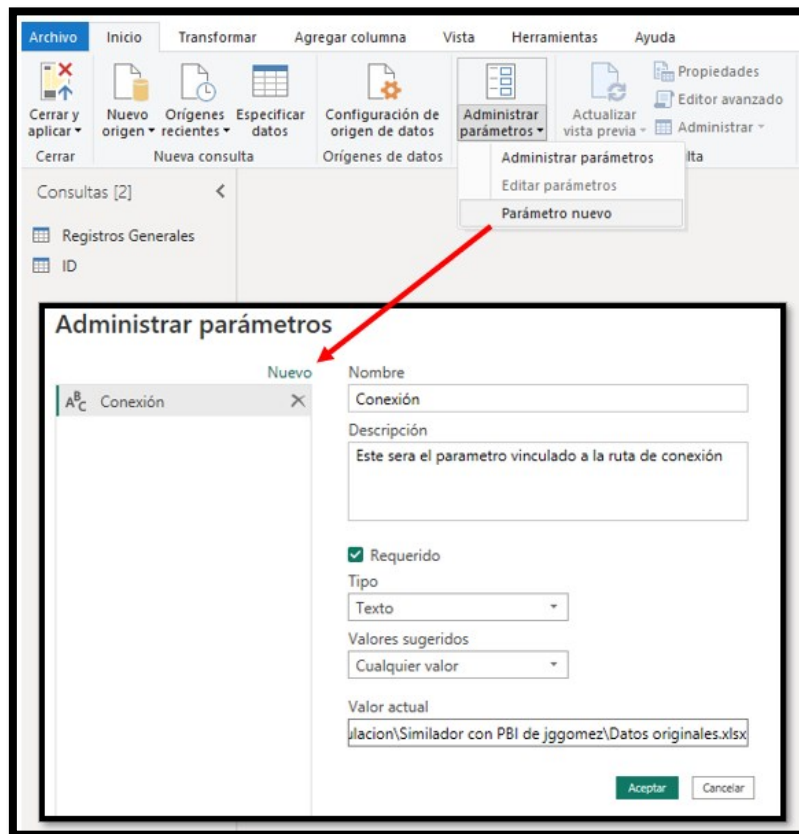 Archivo Inicio Transformar Agregar columna Vista Herramientas Ayuda
Cerrar y aplicar
Nuevo origen
Orígenes recientes
Especificar datos
Configuración de origen de datos
Administrar parámetros
Actualizar vista previa
Propiedades
Editor avanzado
Administrar
Cerrar
Nueva consulta
Orígenes de datos
lta
Administrar parámetros
Editar parámetros
Parámetro nuevo
Consultas [2]
Registros Generales
ID
Administrar parámetros
Nuevo
ABC Conexión
Nombre
Conexión
Descripción
Este sera el parametro vinculado a la ruta de conexión
Requerido
Tipo
Texto
Valores sugeridos
Cualquier valor
Valor actual
ulacion\Similador con PBI de jggomez\Datos originales.xlsx
Aceptar
Cancelar